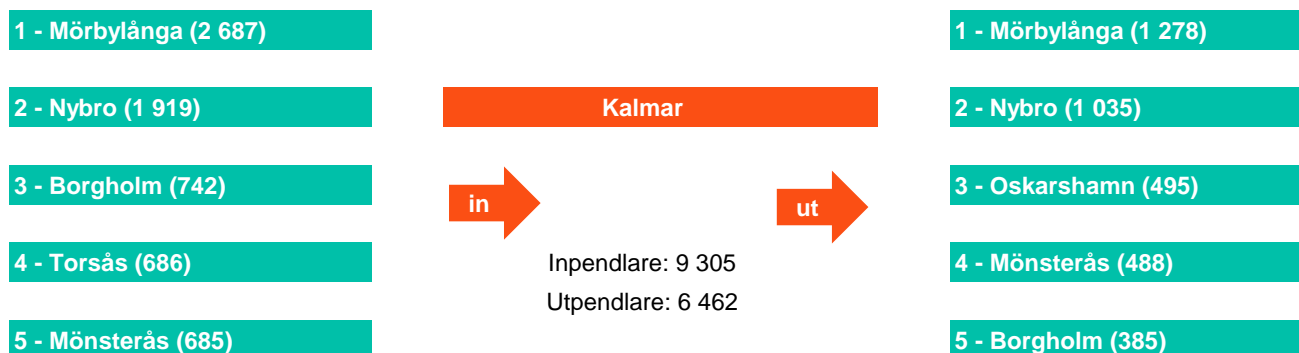 1 - Mörbylånga (2 687)
2 - Nybro (1 919)
3 - Borgholm (742)
4 - Torsås (686)
5 - Mönsterås (685)
Kalmar
in
ut
Inpendlare: 9 305
Utpendlare: 6 462
1 - Mörbylånga (1 278)
2 - Nybro (1 035)
3 - Oskarshamn (495)
4 - Mönsterås (488)
5 - Borgholm (385)